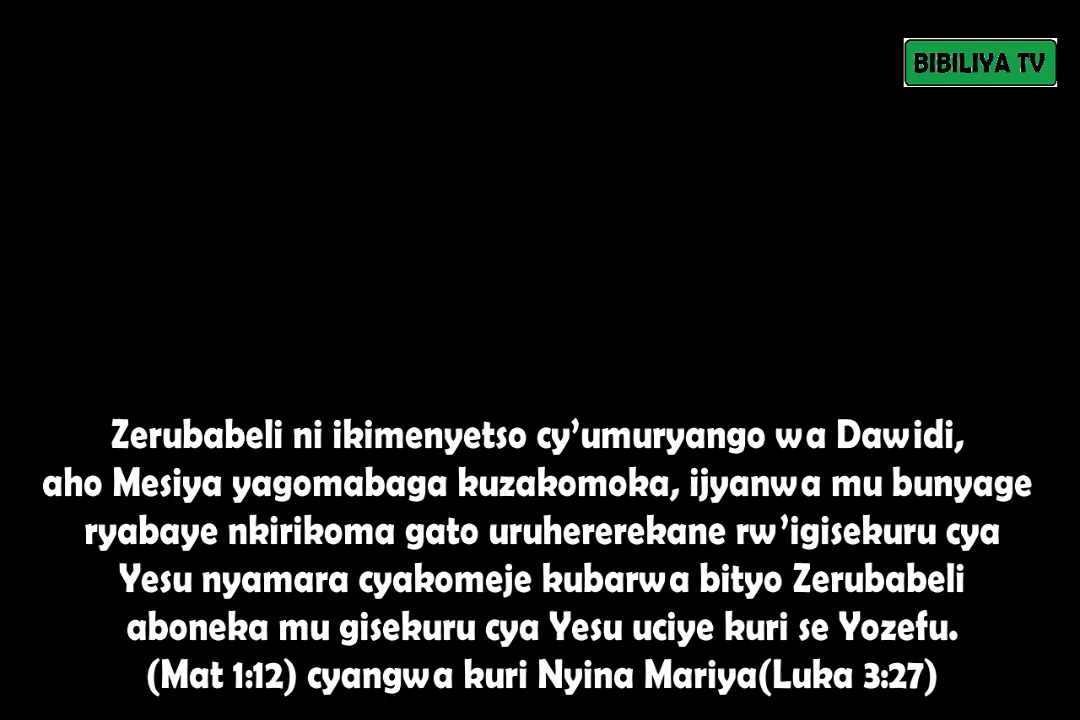 BIBILIYA TV
Zerubabeli ni ikimenyetso cy’umuryango wa Dawidi,
aho Mesiya yagomabaga kuzakomoka, ijyanwa mu bunyage
ryabaye nkirikoma gato uruhererekane rw’igisekuru cya
Yesu nyamara cyakomeje kubarwa bityo Zerubabeli
aboneka mu gisekuru cya Yesu uciye kuri se Yozefu.
(Mat 1:12) cyangwa kuri Nyina Mariya(Luka 3:27)